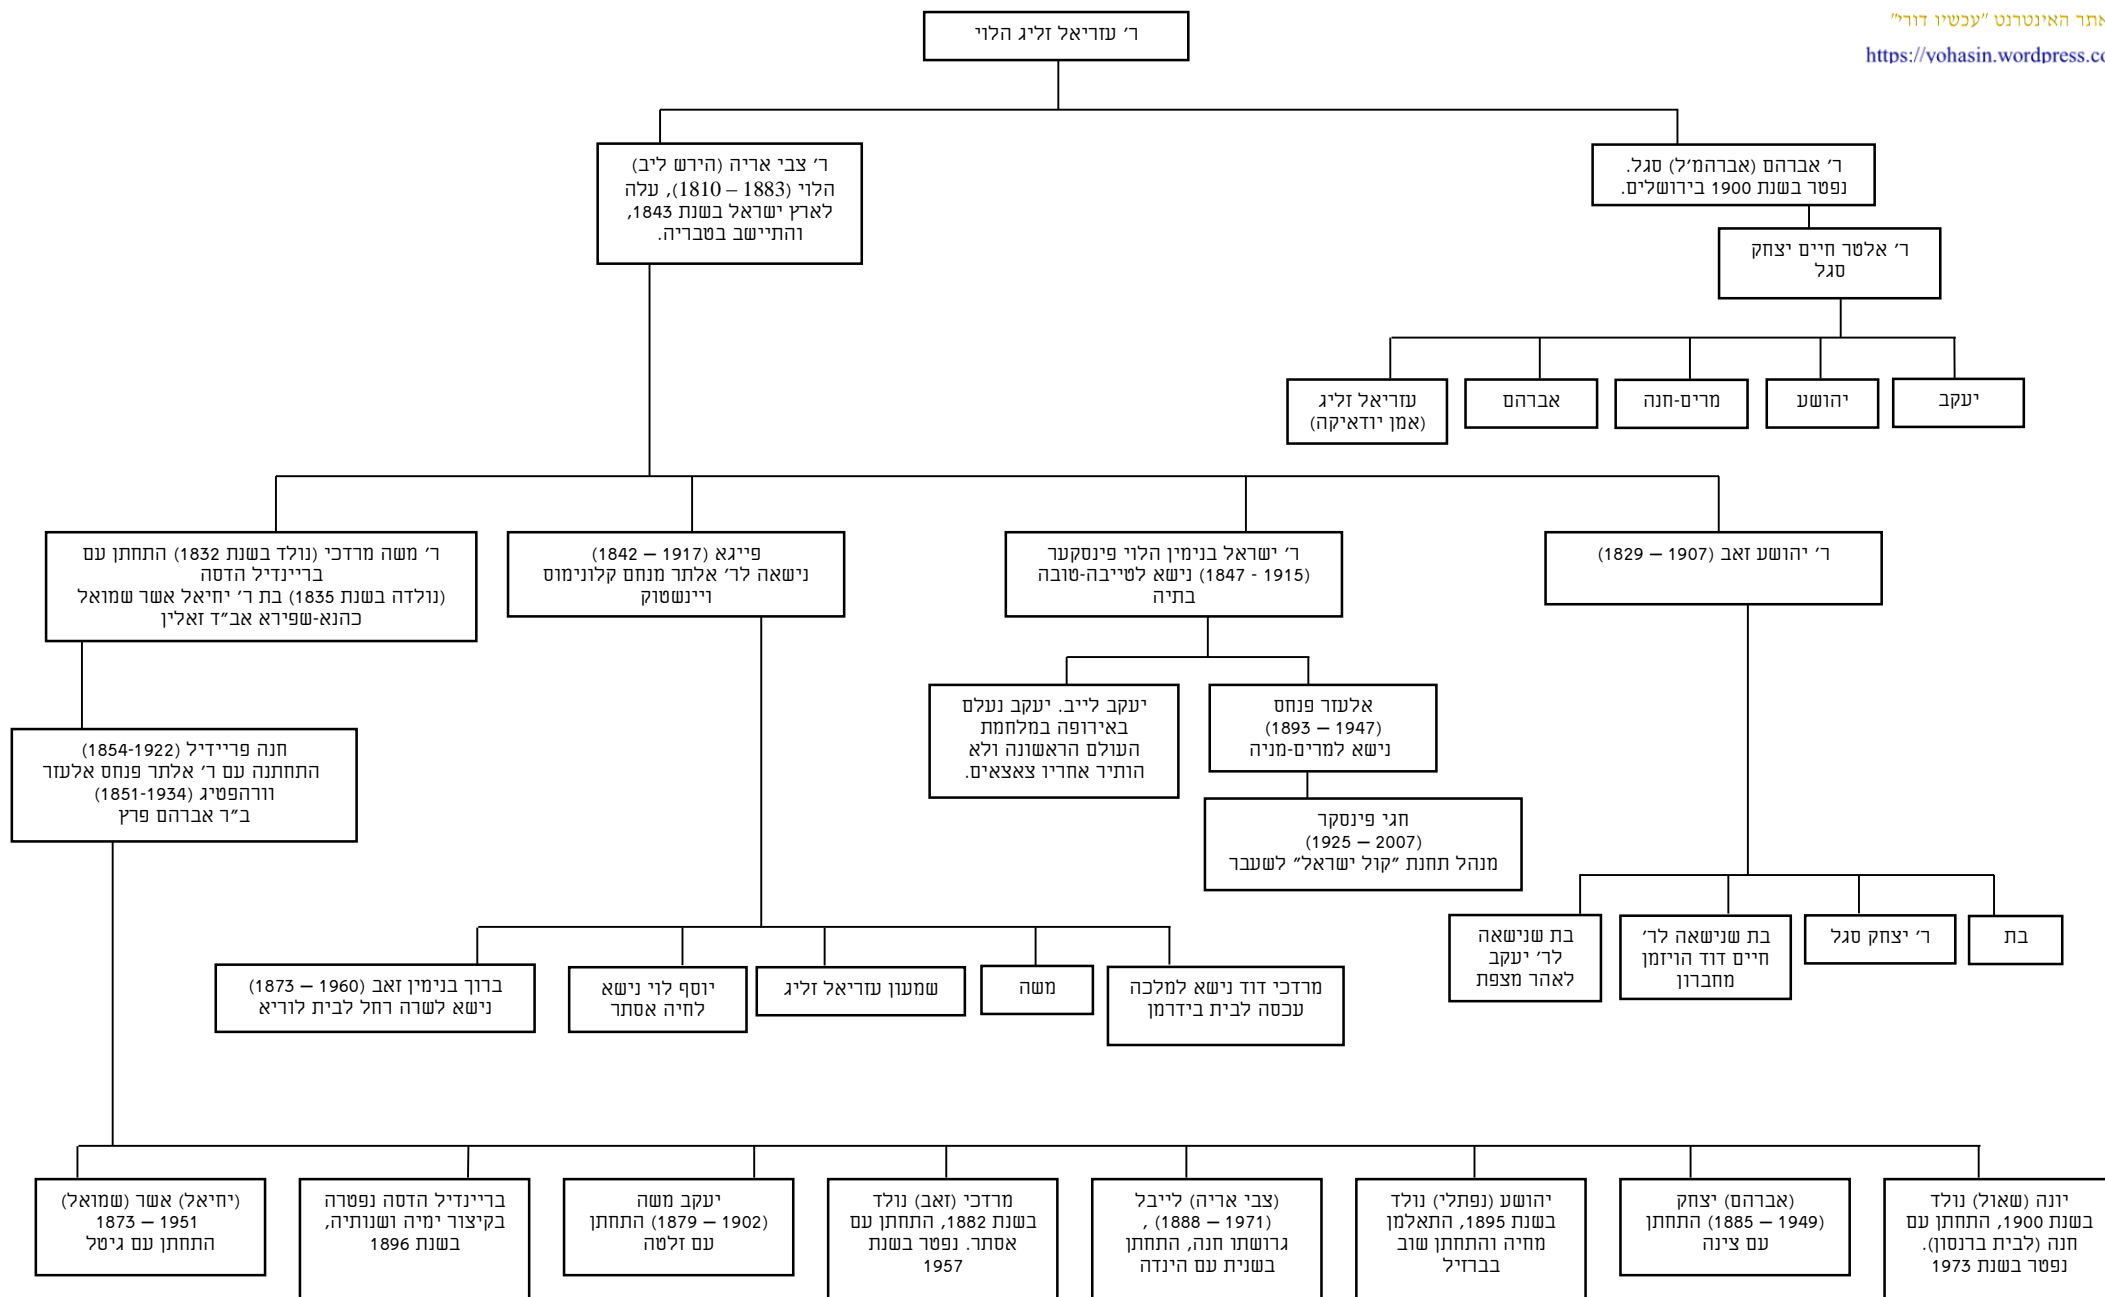 אתר האינטרנט "עכשיו דורי"
https://yohasin.wordpress.co
ר' עזריאל זליג הלוי
ר' אברהם (אברהמ'ל) סגל.
נפטר בשנת 1900 בירושלים.
ר' צבי אריה (הירש ליב)
הלוי (1810 – 1883), עלה
לארץ ישראל בשנת 1843,
והתיישב בטבריה.
ר' אלטר חיים יצחק
סגל
יעקב
יהושע
מרים-חנה
אברהם
עזריאל זליג
(אמן יודאיקה)
ר' יהושע זאב (1829 – 1907)
ר' ישראל בנימין הלוי פינסקער
(1847 - 1915) נישא לטייבה-טובה
בתיה
פייגא (1842 – 1917)
נישאה לר' אלתר מנחם קלונימוס
ויינשטוק
ר' משה מרדכי (נולד בשנת 1832) התחתן עם
בריינדיל הדסה
(נולדה בשנת 1835) בת ר' יחיאל אשר שמואל
כהנא-שפירא אב"ד זאלין
אלעזר פנחס
(1893 – 1947)
נישא למרים-מניה
יעקב לייב. יעקב נעלם
באירופה במלחמת
העולם הראשונה ולא
הותיר אחריו צאצאים.
חנה פריידיל (1854-1922)
התחתנה עם ר' אלתר פנחס אלעזר
וורהפטיג (1851-1934)
ב"ר אברהם פרץ
חגי פינסקר
(1925 – 2007)
מנהל תחנת "קול ישראל" לשעבר
בת
ר' יצחק סגל
בת שנישאה לר'
חיים דוד הויזמן
מחברון
בת שנישאה
לר' יעקב
לאהר מצפת
מרדכי דוד נישא למלכה
עכסה לבית בידרמן
משה
שמעון עזריאל זליג
יוסף לוי נישא
לחיה אסתר
ברוך בנימין זאב (1873 – 1960)
נישא לשרה רחל לבית לוריא
יונה (שאול) נולד
בשנת 1900, התחתן עם
חנה (לבית ברנסון).
נפטר בשנת 1973
(אברהם) יצחק
(1885 – 1949) התחתן
עם צינה
יהושע (נפתלי) נולד
בשנת 1895, התאלמן
מחיה והתחתן שוב
בברזיל
(צבי אריה) לייבל
(1888 – 1971) ,
גרושתו חנה, התחתן
בשנית עם הינדה
מרדכי (זאב) נולד
בשנת 1882, התחתן עם
אסתר. נפטר בשנת
1957
יעקב משה
(1879 – 1902) התחתן
עם זלטה
בריינדיל הדסה נפטרה
בקיצור ימיה ושנותיה,
בשנת 1896
(יחיאל) אשר (שמואל)
1873 – 1951
התחתן עם גיטל